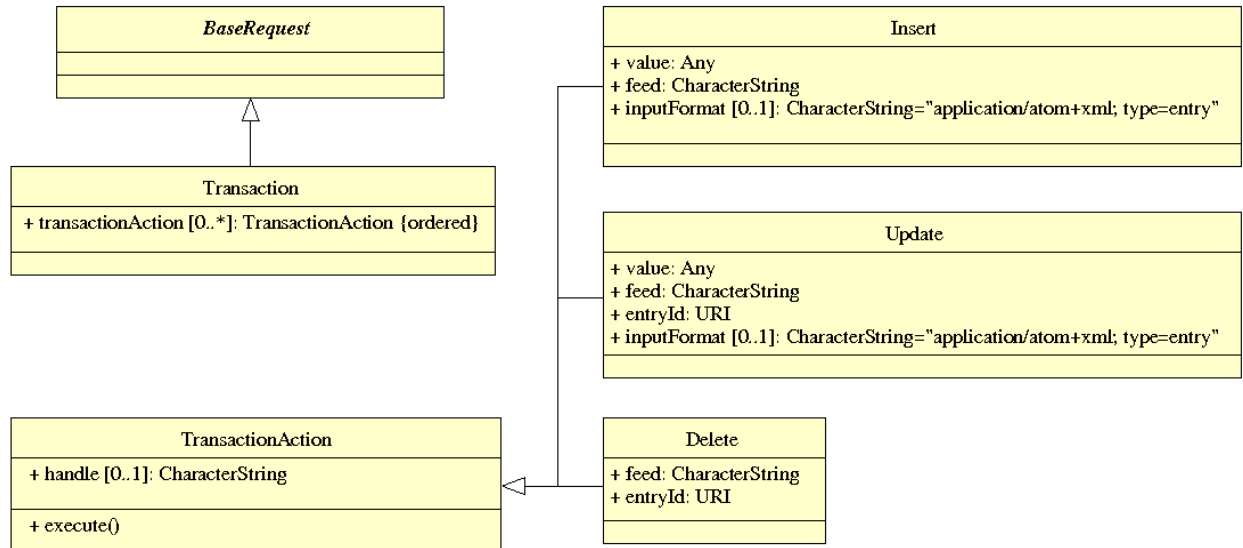 BaseRequest
Transaction
+ transactionAction [0..*]: TransactionAction {ordered}
TransactionAction
+ handle [0..1]: CharacterString
+ execute()
Insert
+ value: Any
+ feed: CharacterString
+ inputFormat [0..1]: CharacterString="application/atom+xml; type=entry"
Update
+ value: Any
+ feed: CharacterString
+ entryId: URI
+ inputFormat [0..1]: CharacterString="application/atom+xml; type=entry"
Delete
+ feed: CharacterString
+ entryId: URI